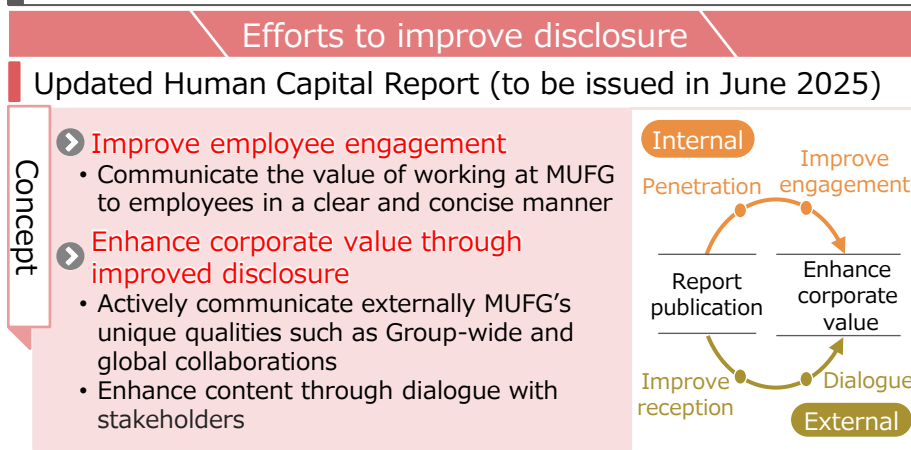 Efforts to improve disclosure
Updated Human Capital Report (to be issued in June 2025)
Concept
Improve employee engagement
• Communicate the value of working at MUFG
to employees in a clear and concise manner
Enhance corporate value through
improved disclosure
• Actively communicate externally MUFG's
unique qualities such as Group-wide and
global collaborations
• Enhance content through dialogue with
stakeholders
Internal
Penetration
Improve
engagement
Report
publication
Enhance
corporate
value
Improve
reception
Dialogue
External